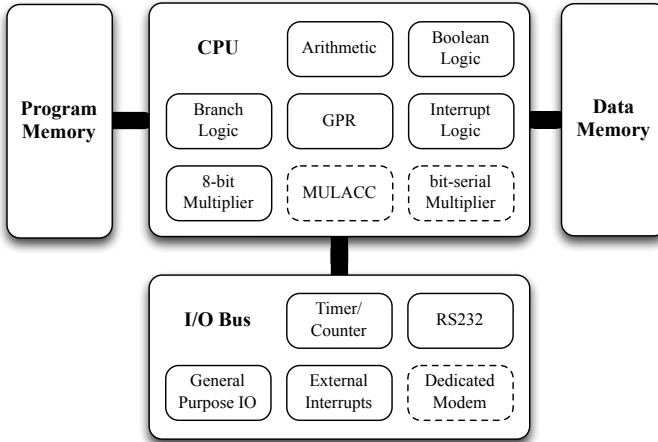 Program
Memory
CPU
Arithmetic
Boolean
Logic
Branch
Logic
GPR
Interrupt
Logic
8-bit
Multiplier
MULACC
bit-serial
Multiplier
Data
Memory
I/O Bus
Timer/
Counter
RS232
General
Purpose IO
External
Interrupts
Dedicated
Modem